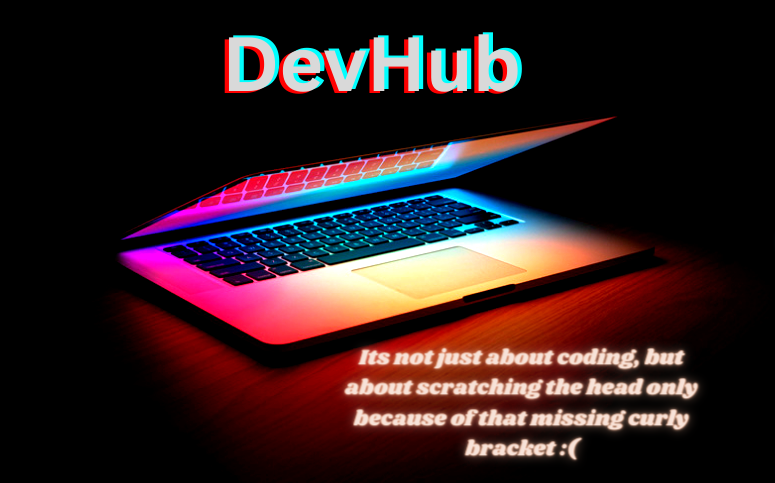 DevHub
Its not just about coding, but
about scratching the head only
because of that missing curly
bracket :(